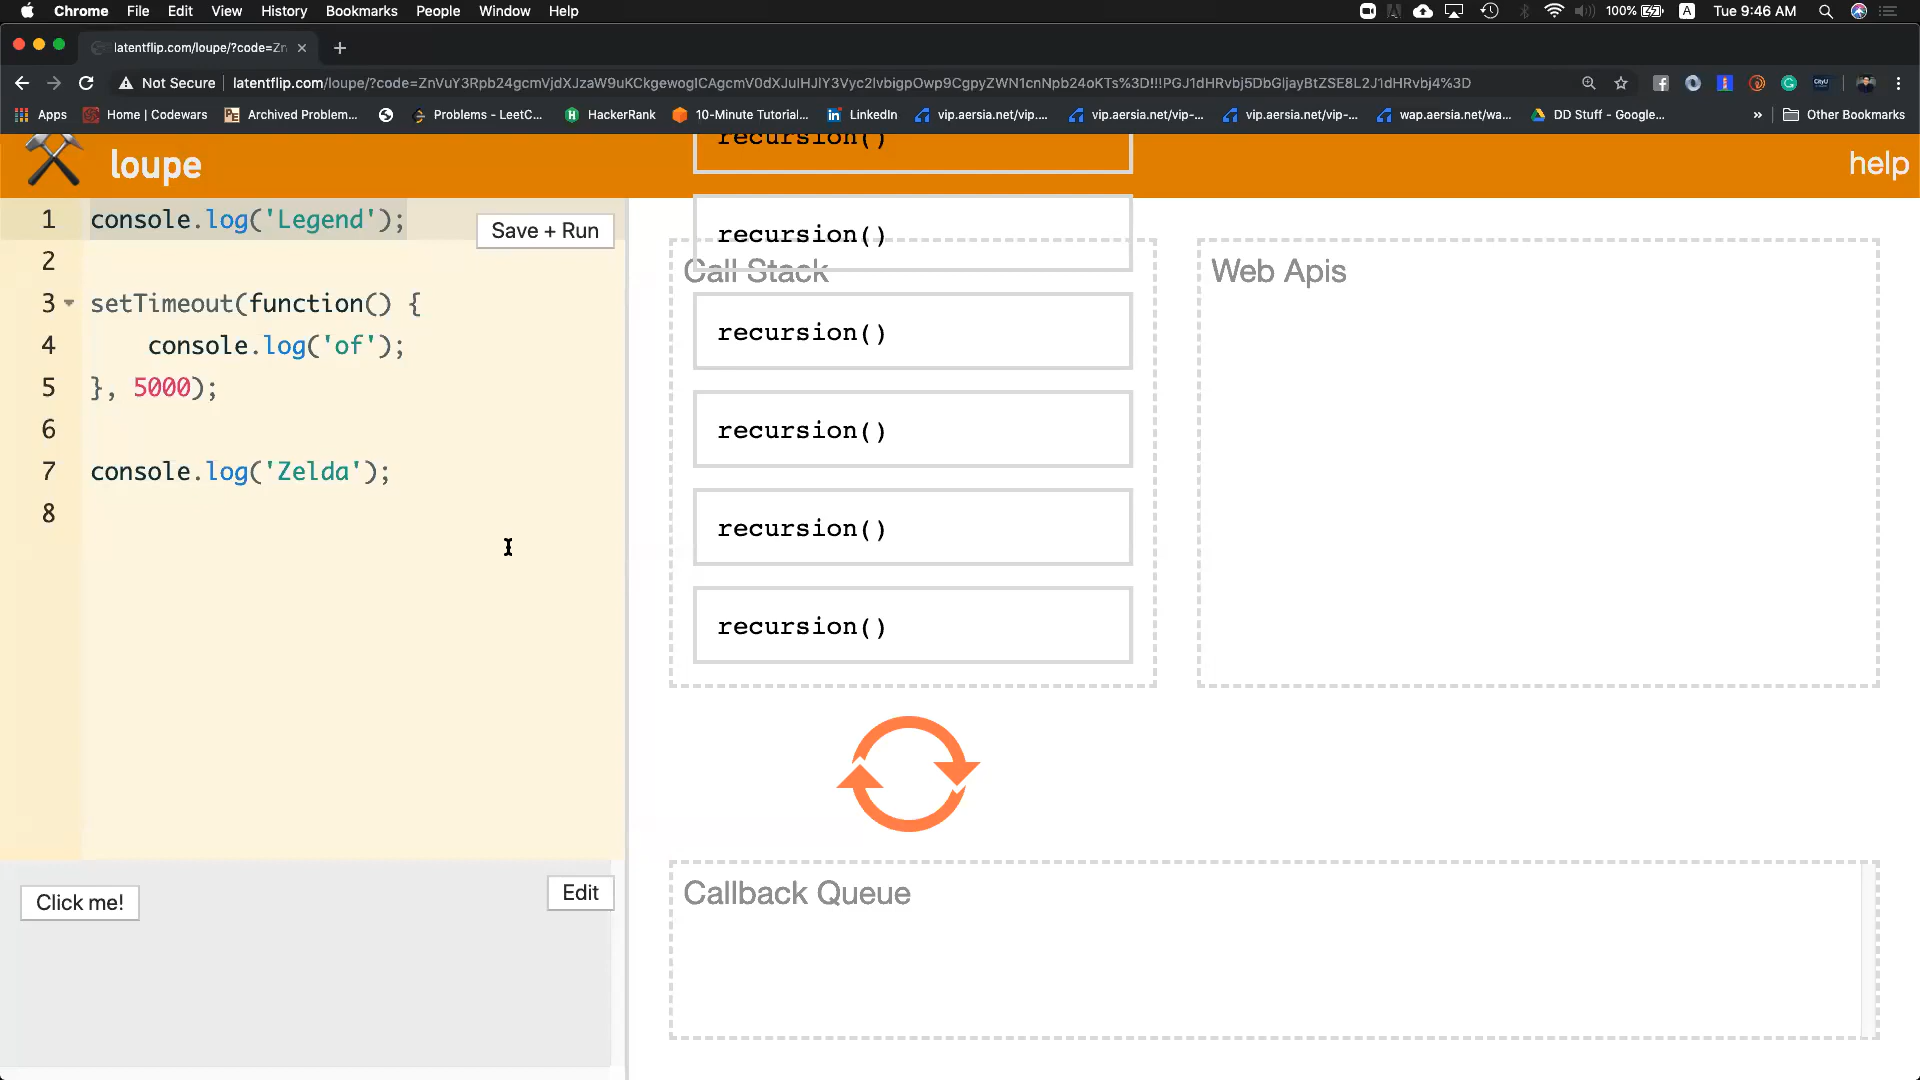 Chrome File Edit View History Bookmarks People Window Help
100% A Tue 9:46 AM
latentflip.com/loupe/?code=Zn
Not Secure latentflip.com/loupe/?code=ZnVuY3Rpb24gcmVjdXJzaW9uKCkgewogICAgcmV0dXJuIHJlY3Vyc2lvbigpOwp9CgpyZWN1cnNpb24oKTs%3D!!!PGJ1dHRvbj5DbGljayBtZSE8L2J1dHRvbj4%3D
Apps Home | Codewars Archived Problem... Problems - LeetC... HackerRank 10-Minute Tutorial... LinkedIn vip.aersia.net/vip.... vip.aersia.net/vip-... vip.aersia.net/vip-... wap.aersia.net/wa... DD Stuff - Google... » Other Bookmarks
loupe
help
1 console.log('Legend');
2
3 setTimeout(function() {
4 console.log('of');
5 }, 5000);
6
7 console.log('Zelda');
8
Save + Run
Click me!
Edit
recursion()
recursion()
Call Stack
recursion()
recursion()
recursion()
recursion()
Web Apis
Callback Queue